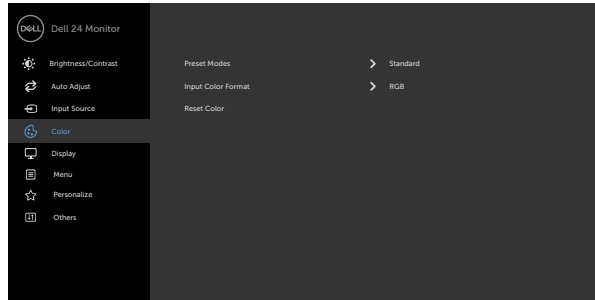 DELL Dell 24 Monitor
Brightness/Contrast Preset Modes Standard
Auto Adjust Input Color Format RGB
Input Source Reset Color
Color
Display
Menu
Personalize
Others